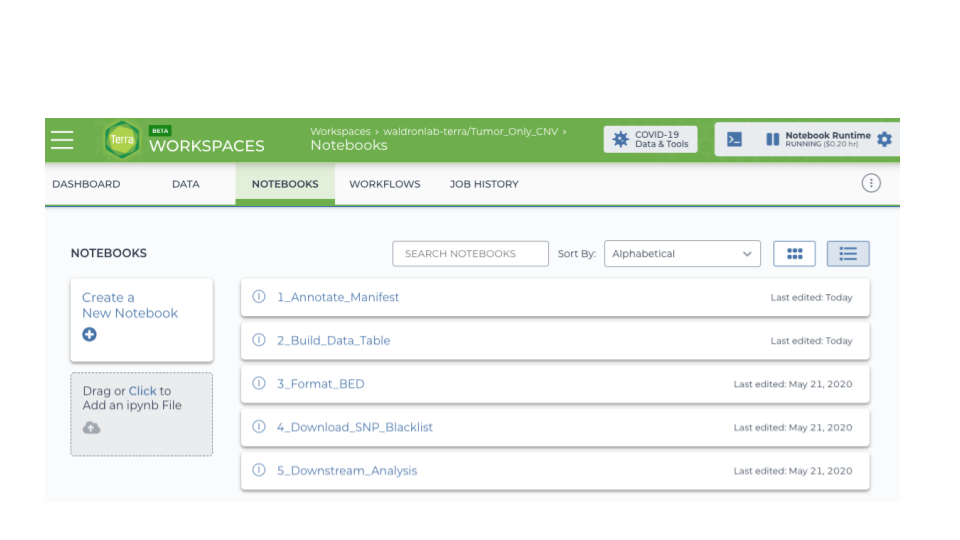 Terra
BETA
WORKSPACES
Workspaces › waldronlab-terra/Tumor_Only_CNV ›
Notebooks
COVID-19
Data & Tools
Notebook Runtime
RUNNING ($0.20 hr)
DASHBOARD DATA NOTEBOOKS WORKFLOWS JOB HISTORY
NOTEBOOKS
SEARCH NOTEBOOKS Sort By: Alphabetical
Create a
New Notebook
Drag or Click to
Add an ipynb File
1_Annotate_Manifest Last edited: Today
2_Build_Data_Table Last edited: Today
3_Format_BED Last edited: May 21, 2020
4_Download_SNP_Blacklist Last edited: May 21, 2020
5_Downstream_Analysis Last edited: May 21, 2020